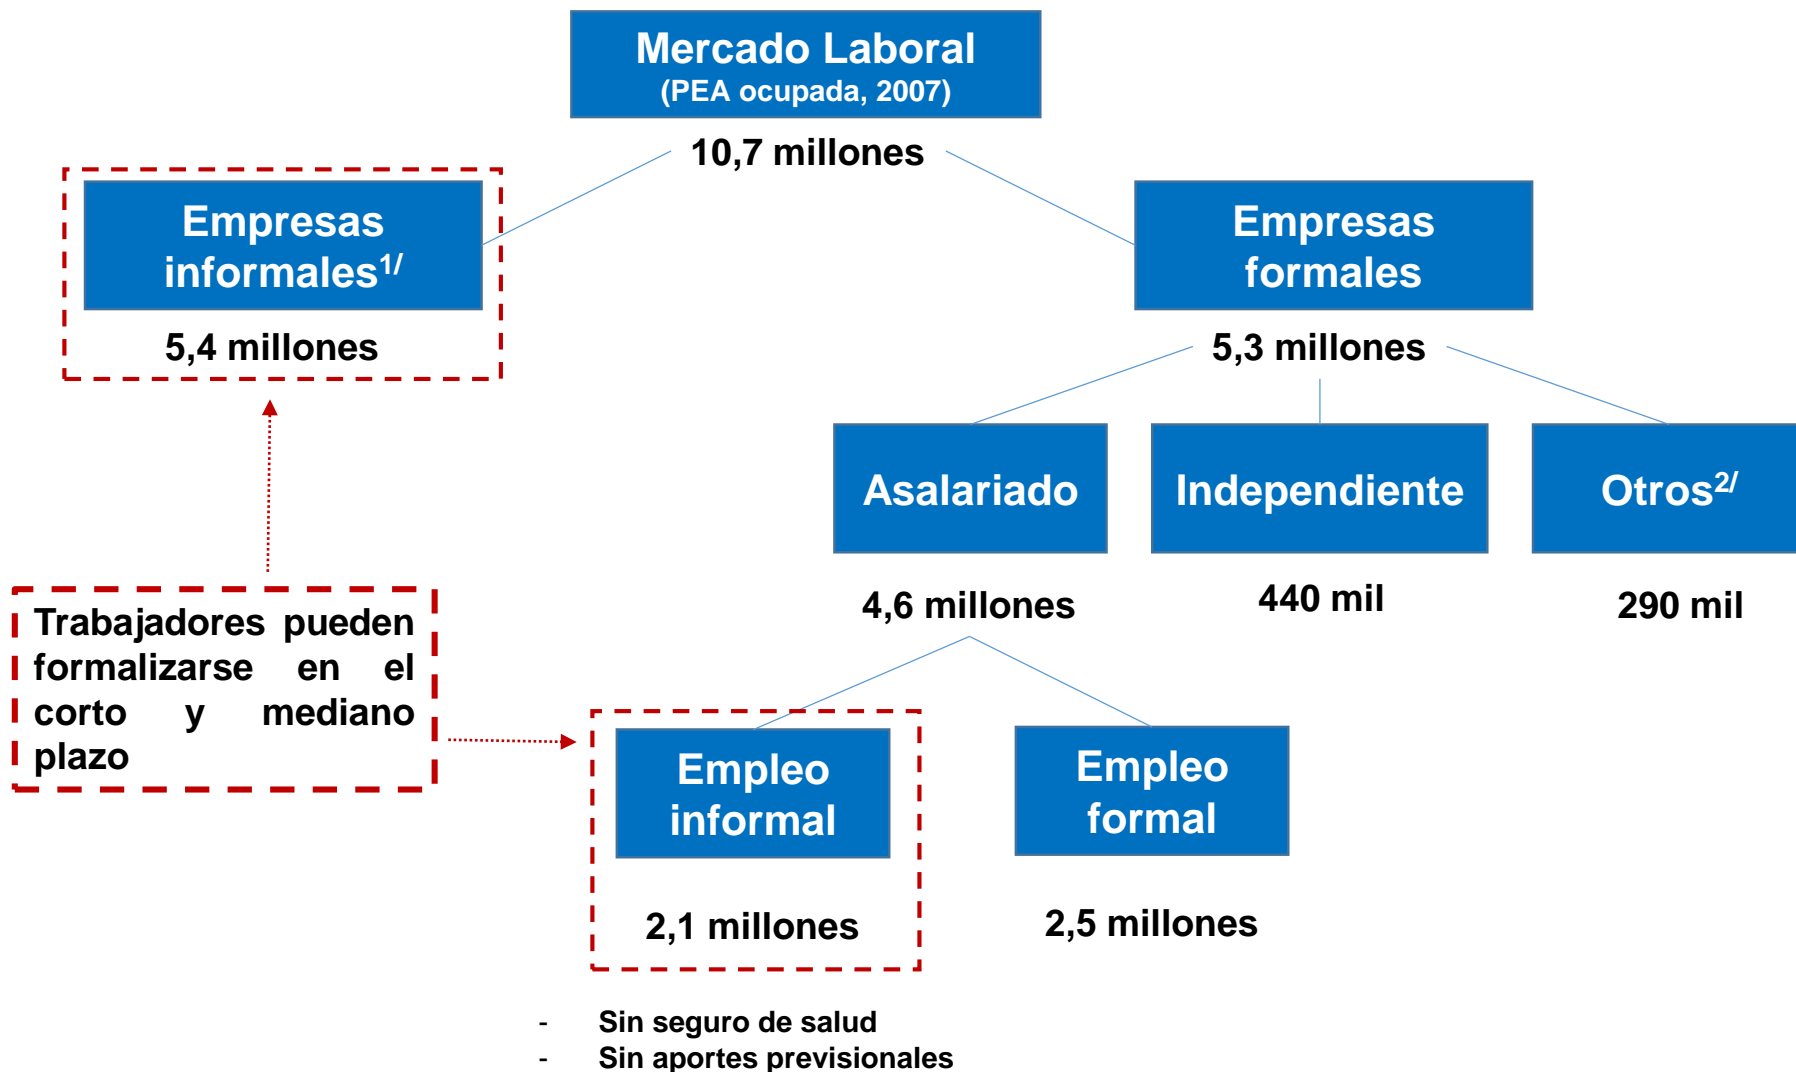 Mercado Laboral
(PEA ocupada, 2007)
10,7 millones
Empresas
informales1/
5,4 millones
Empresas
formales
5,3 millones
Asalariado
Independiente
Otros2/
4,6 millones
440 mil
290 mil
Trabajadores pueden
formalizarse en el
corto y mediano
plazo
Empleo
informal
Empleo
formal
2,1 millones
2,5 millones
- Sin seguro de salud
- Sin aportes previsionales